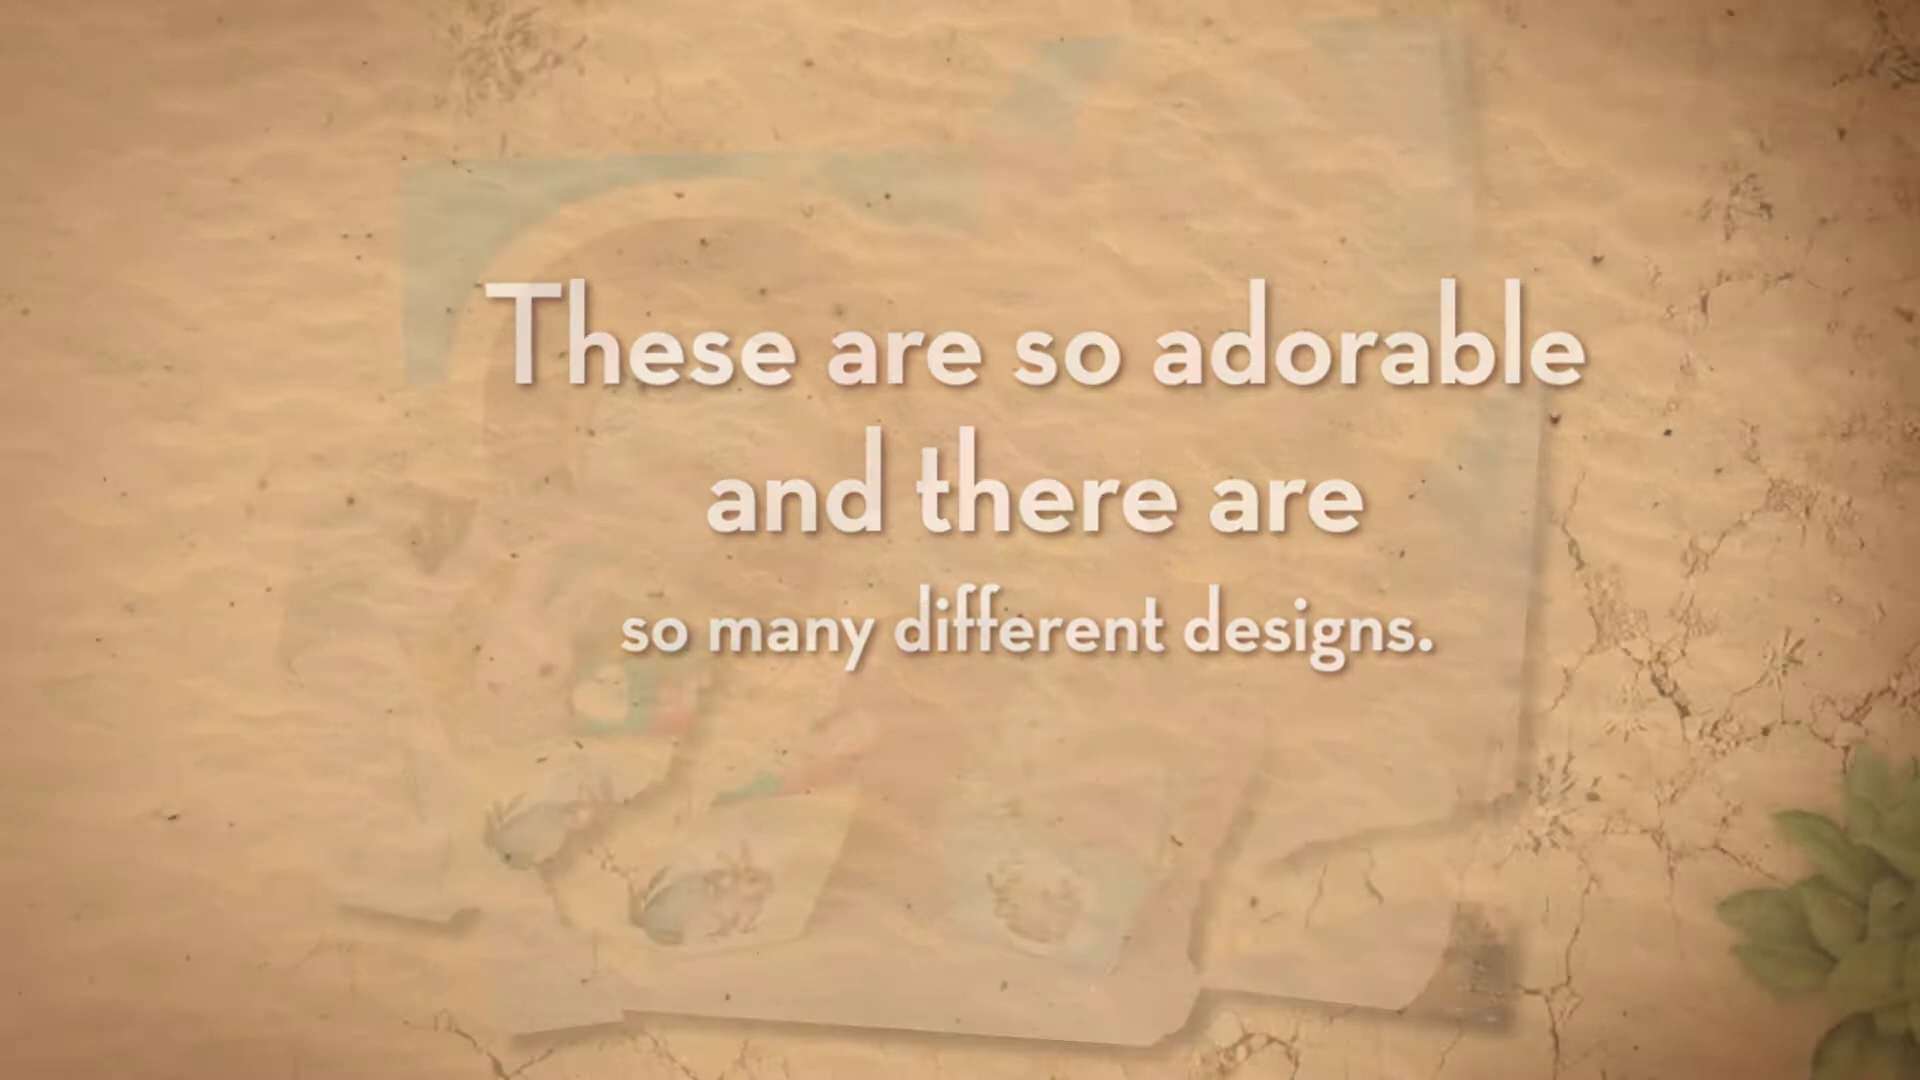 These are so adorable
and there are
so many different designs.